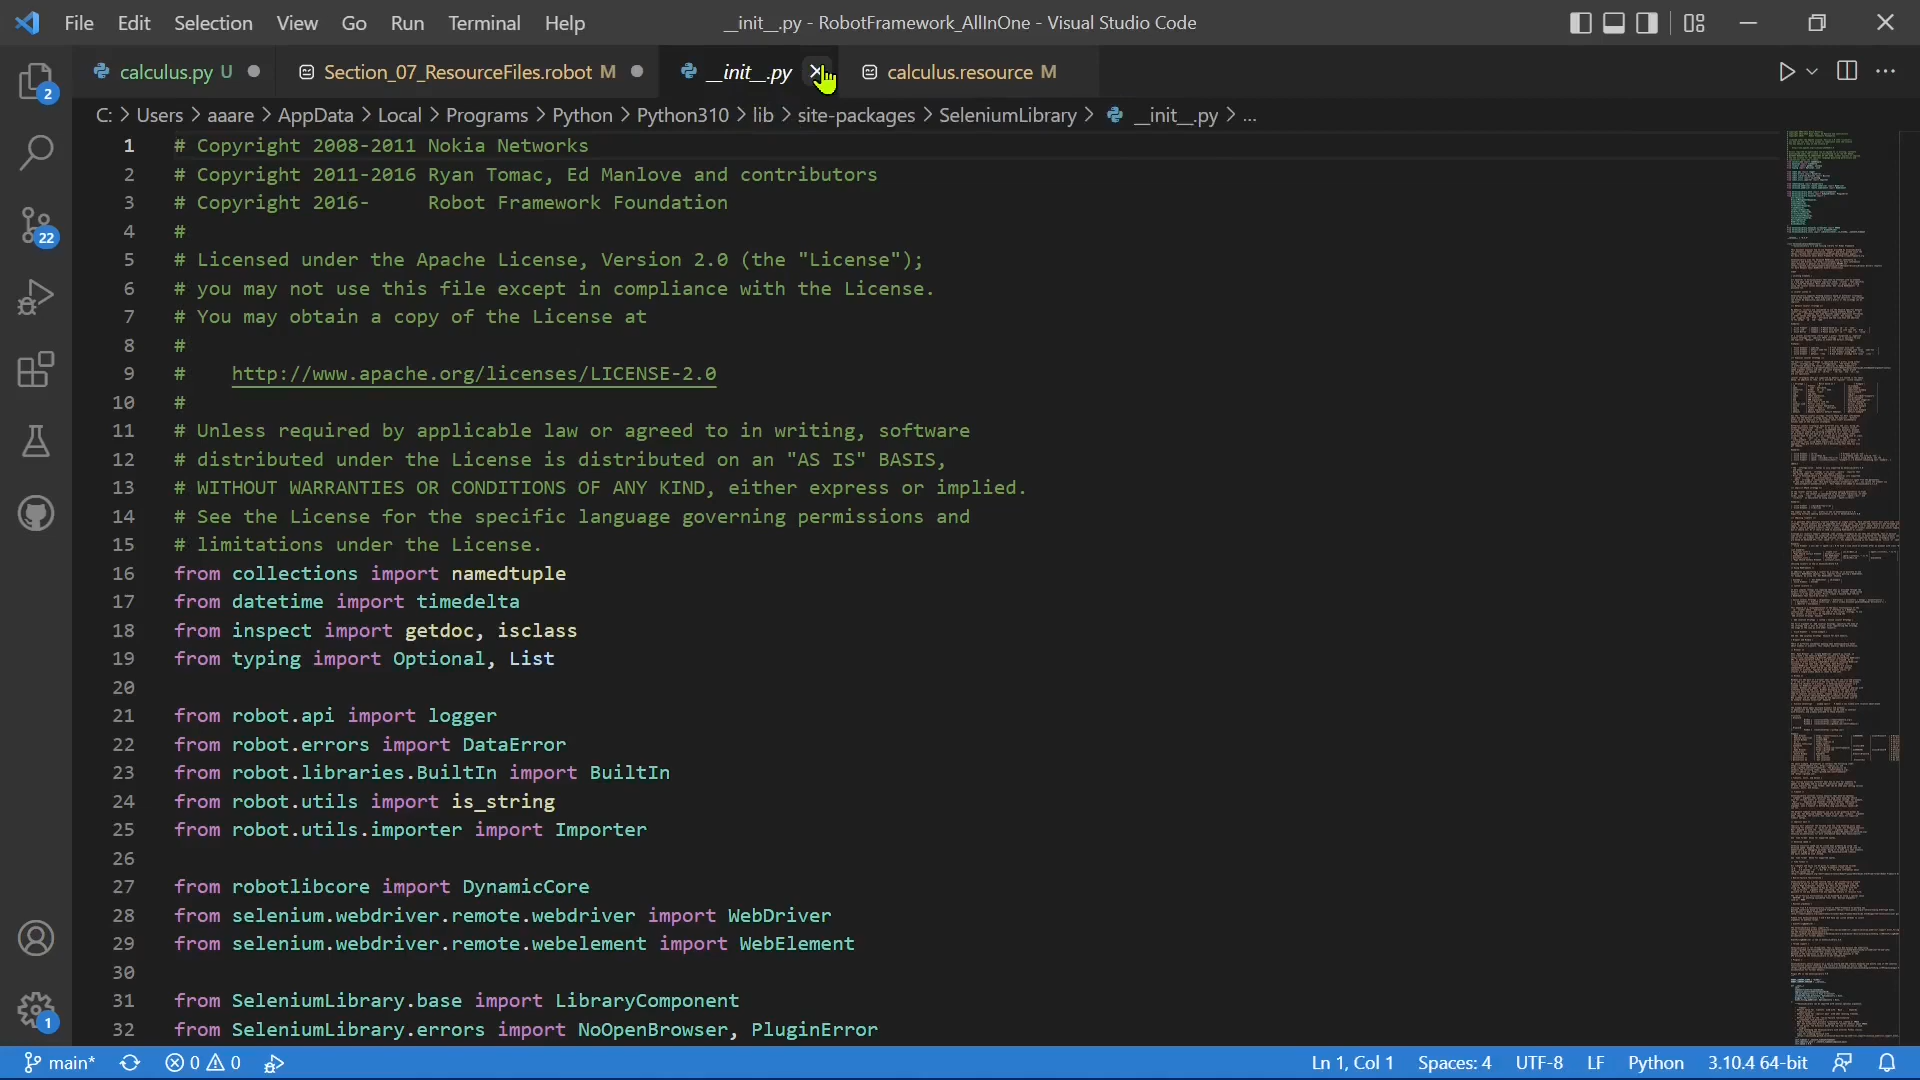 File Edit Selection View Go Run Terminal Help __init__.py - RobotFramework_AllInOne - Visual Studio Code
calculus.py U Section_07_ResourceFiles.robot M __init__.py calculus.resource M
C: > Users > aaare > AppData > Local > Programs > Python > Python310 > lib > site-packages > SeleniumLibrary > __init__.py > ...
1 # Copyright 2008-2011 Nokia Networks
2 # Copyright 2011-2016 Ryan Tomac, Ed Manlove and contributors
3 # Copyright 2016- Robot Framework Foundation
4 #
5 # Licensed under the Apache License, Version 2.0 (the "License");
6 # you may not use this file except in compliance with the License.
7 # You may obtain a copy of the License at
8 #
9 # http://www.apache.org/licenses/LICENSE-2.0
10 #
11 # Unless required by applicable law or agreed to in writing, software
12 # distributed under the License is distributed on an "AS IS" BASIS,
13 # WITHOUT WARRANTIES OR CONDITIONS OF ANY KIND, either express or implied.
14 # See the License for the specific language governing permissions and
15 # limitations under the License.
16 from collections import namedtuple
17 from datetime import timedelta
18 from inspect import getdoc, isclass
19 from typing import Optional, List
20
21 from robot.api import logger
22 from robot.errors import DataError
23 from robot.libraries.BuiltIn import BuiltIn
24 from robot.utils import is_string
25 from robot.utils.importer import Importer
26
27 from robotlibcore import DynamicCore
28 from selenium.webdriver.remote.webdriver import WebDriver
29 from selenium.webdriver.remote.webelement import WebElement
30
31 from SeleniumLibrary.base import LibraryComponent
32 from SeleniumLibrary.errors import NoOpenBrowser, PluginError
2
22
1
main* 0 0 Ln 1, Col 1 Spaces: 4 UTF-8 LF Python 3.10.4 64-bit